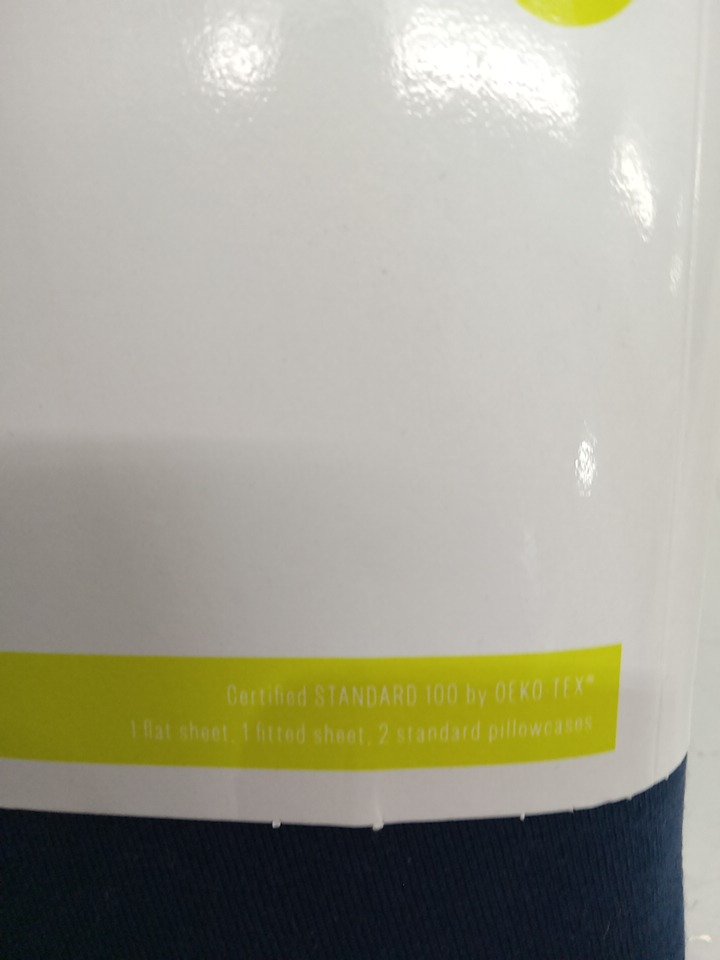 Certified STANDARD 100 by OEKO-TEX®
1 flat sheet, 1 fitted sheet, 2 standard pillowcases